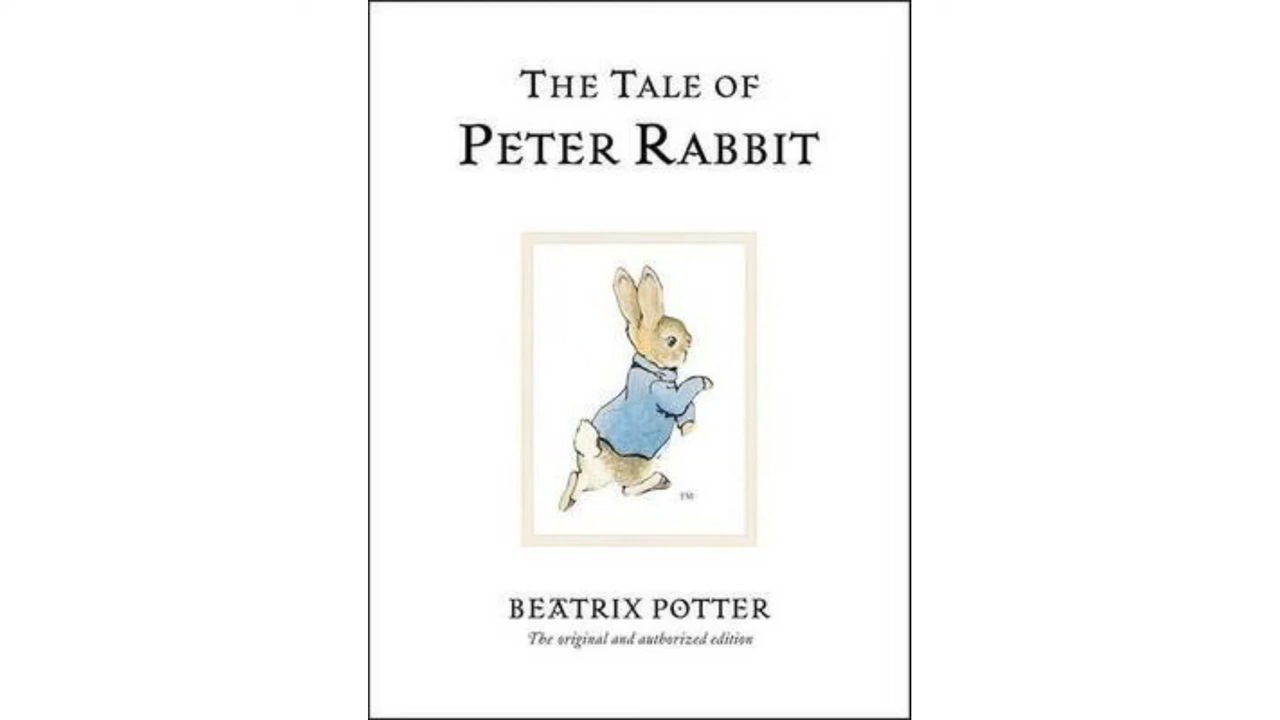 THE TALE OF
PETER RABBIT
TM
BEATRIX POTTER
The original and authorized edition